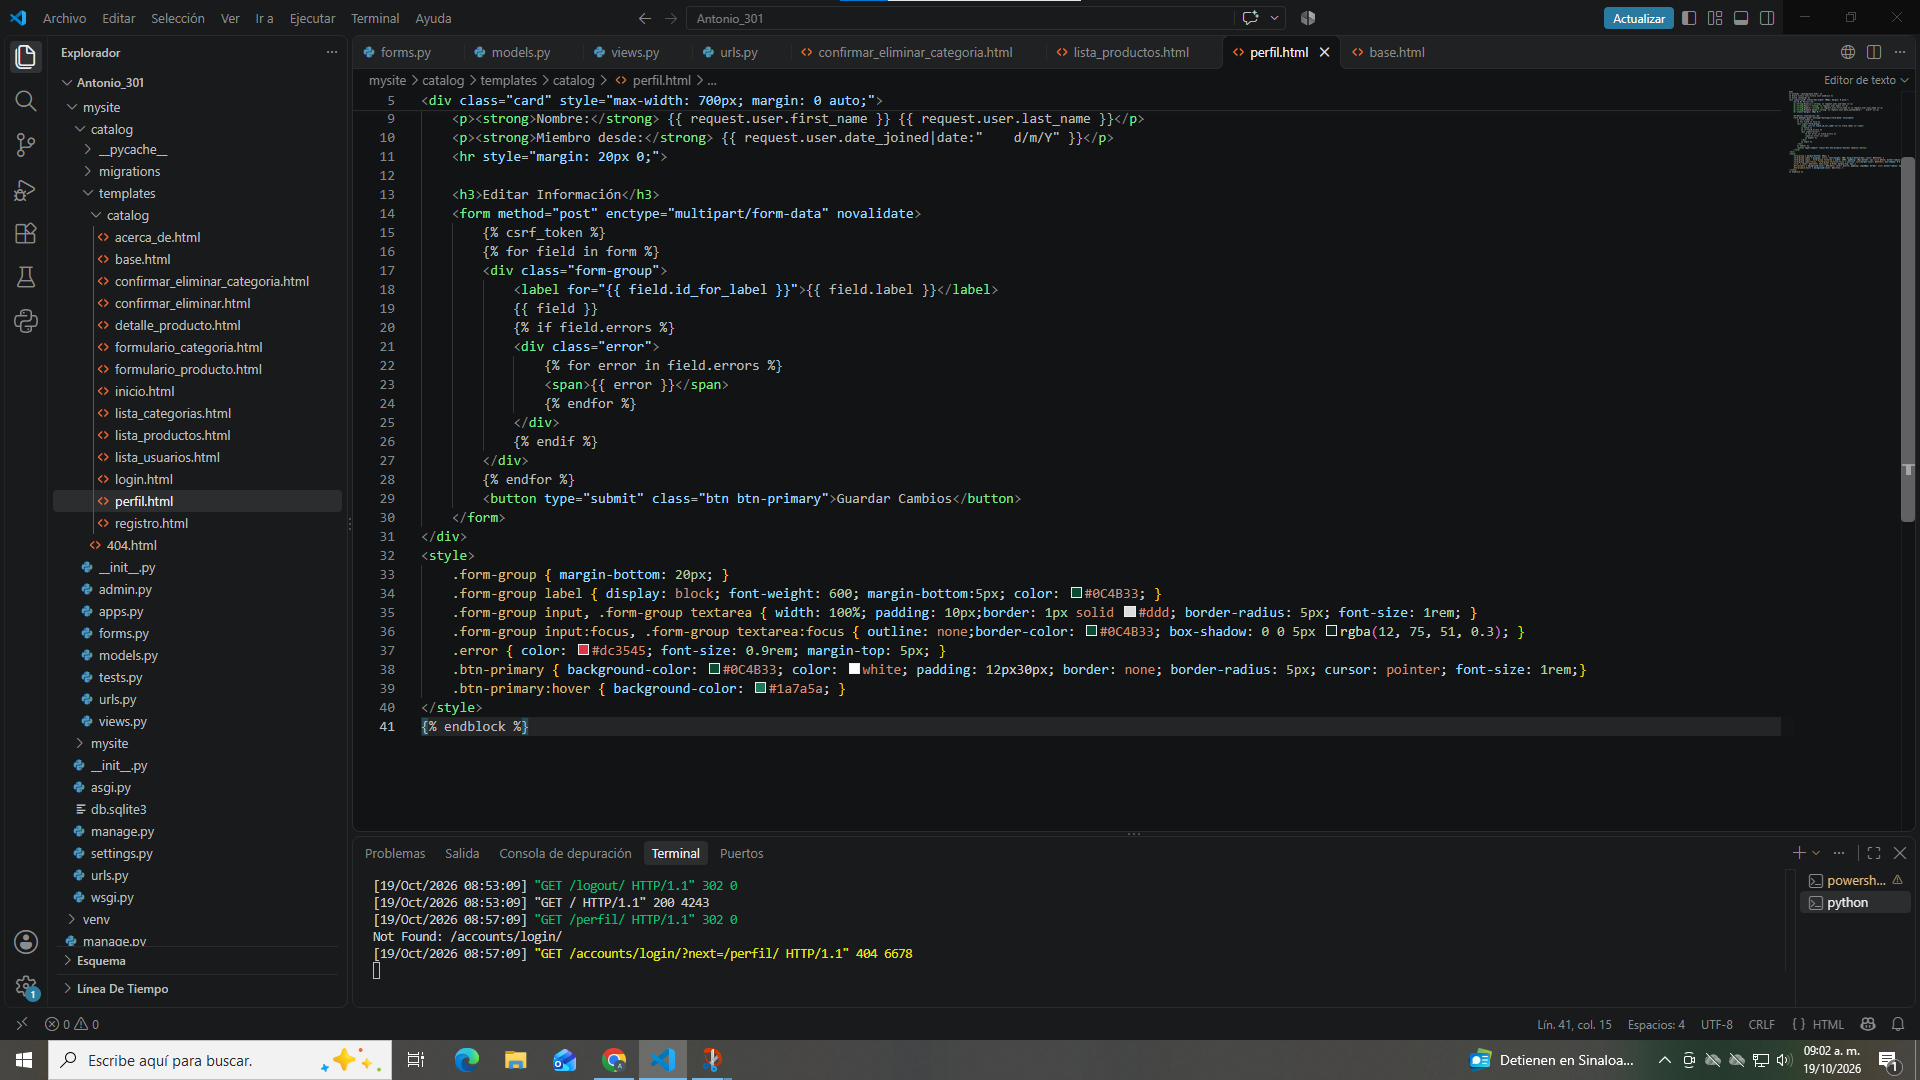 Archivo Editar Selección Ver Ir a Ejecutar Terminal Ayuda
Antonio_301
Actualizar
Explorador
Antonio_301
mysite
catalog
__pycache__
migrations
templates
catalog
acerca_de.html
base.html
confirmar_eliminar_categoria.html
confirmar_eliminar.html
detalle_producto.html
formulario_categoria.html
formulario_producto.html
inicio.html
lista_categorias.html
lista_productos.html
lista_usuarios.html
login.html
perfil.html
registro.html
404.html
__init__.py
admin.py
apps.py
forms.py
models.py
tests.py
urls.py
views.py
mysite
__init__.py
asgi.py
db.sqlite3
manage.py
settings.py
urls.py
wsgi.py
venv
manage.py
Esquema
Línea De Tiempo
forms.py models.py views.py urls.py confirmar_eliminar_categoria.html lista_productos.html perfil.html base.html
mysite > catalog > templates > catalog > perfil.html > ...
Editor de texto
5 <div class="card" style="max-width: 700px; margin: 0 auto;">
9 <p><strong>Nombre:</strong> {{ request.user.first_name }} {{ request.user.last_name }}</p>
10 <p><strong>Miembro desde:</strong> {{ request.user.date_joined|date:"    d/m/Y" }}</p>
11 <hr style="margin: 20px 0;">
12
13 <h3>Editar Información</h3>
14 <form method="post" enctype="multipart/form-data" novalidate>
15 {% csrf_token %}
16 {% for field in form %}
17 <div class="form-group">
18 <label for="{{ field.id_for_label }}">{{ field.label }}</label>
19 {{ field }}
20 {% if field.errors %}
21 <div class="error">
22 {% for error in field.errors %}
23 <span>{{ error }}</span>
24 {% endfor %}
25 </div>
26 {% endif %}
27 </div>
28 {% endfor %}
29 <button type="submit" class="btn btn-primary">Guardar Cambios</button>
30 </form>
31 </div>
32 <style>
33 .form-group { margin-bottom: 20px; }
34 .form-group label { display: block; font-weight: 600; margin-bottom:5px; color: #0C4B33; }
35 .form-group input, .form-group textarea { width: 100%; padding: 10px;border: 1px solid #ddd; border-radius: 5px; font-size: 1rem; }
36 .form-group input:focus, .form-group textarea:focus { outline: none;border-color: #0C4B33; box-shadow: 0 0 5px rgba(12, 75, 51, 0.3); }
37 .error { color: #dc3545; font-size: 0.9rem; margin-top: 5px; }
38 .btn-primary { background-color: #0C4B33; color: white; padding: 12px30px; border: none; border-radius: 5px; cursor: pointer; font-size: 1rem;}
39 .btn-primary:hover { background-color: #1a7a5a; }
40 </style>
41 {% endblock %}
Problemas Salida Consola de depuración Terminal Puertos
[19/Oct/2026 08:53:09] "GET /logout/ HTTP/1.1" 302 0
[19/Oct/2026 08:53:09] "GET / HTTP/1.1" 200 4243
[19/Oct/2026 08:57:09] "GET /perfil/ HTTP/1.1" 302 0
Not Found: /accounts/login/
[19/Oct/2026 08:57:09] "GET /accounts/login/?next=/perfil/ HTTP/1.1" 404 6678
powersh...
python
1
0 0
Lín. 41, col. 15 Espacios: 4 UTF-8 CRLF { } HTML
Escribe aquí para buscar.
Detienen en Sinaloa...
09:02 a. m.
19/10/2026
1